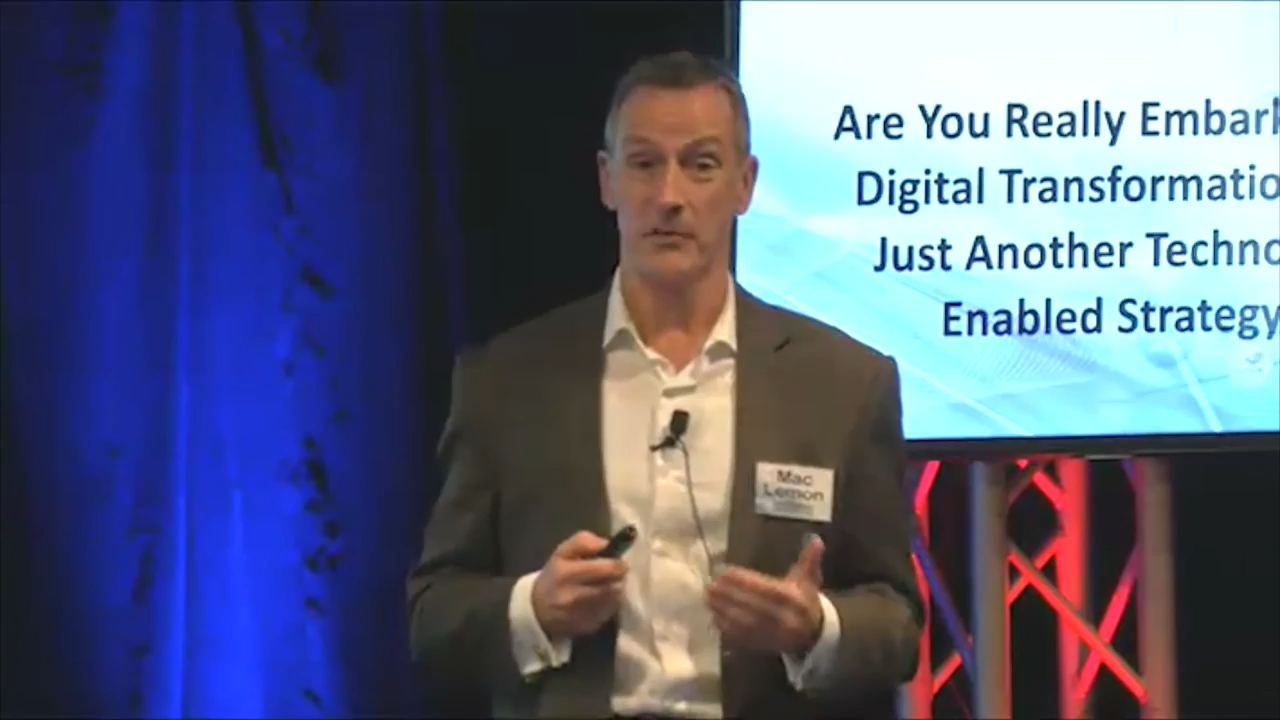 Are You Really Embark
Digital Transformatio
Just Another Techno
Enabled Strategy
Mac
Lemon